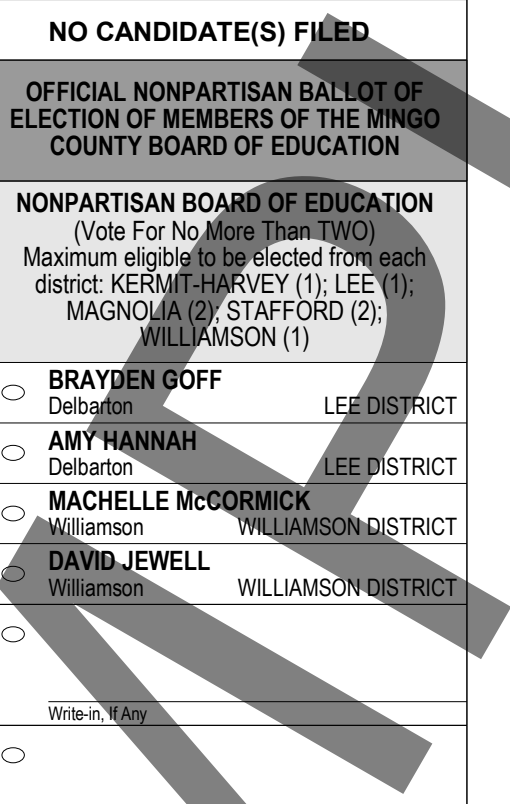 NO CANDIDATE(S) FILED
OFFICIAL NONPARTISAN BALLOT OF
ELECTION OF MEMBERS OF THE MINGO
COUNTY BOARD OF EDUCATION
NONPARTISAN BOARD OF EDUCATION
(Vote For No More Than TWO)
Maximum eligible to be elected from each
district: KERMIT-HARVEY (1); LEE (1);
MAGNOLIA (2); STAFFORD (2);
WILLIAMSON (1)
BRAYDEN GOFF
Delbarton LEE DISTRICT
AMY HANNAH
Delbarton LEE DISTRICT
MACHELLE McCORMICK
Williamson WILLIAMSON DISTRICT
DAVID JEWELL
Williamson WILLIAMSON DISTRICT
Write-in, If Any